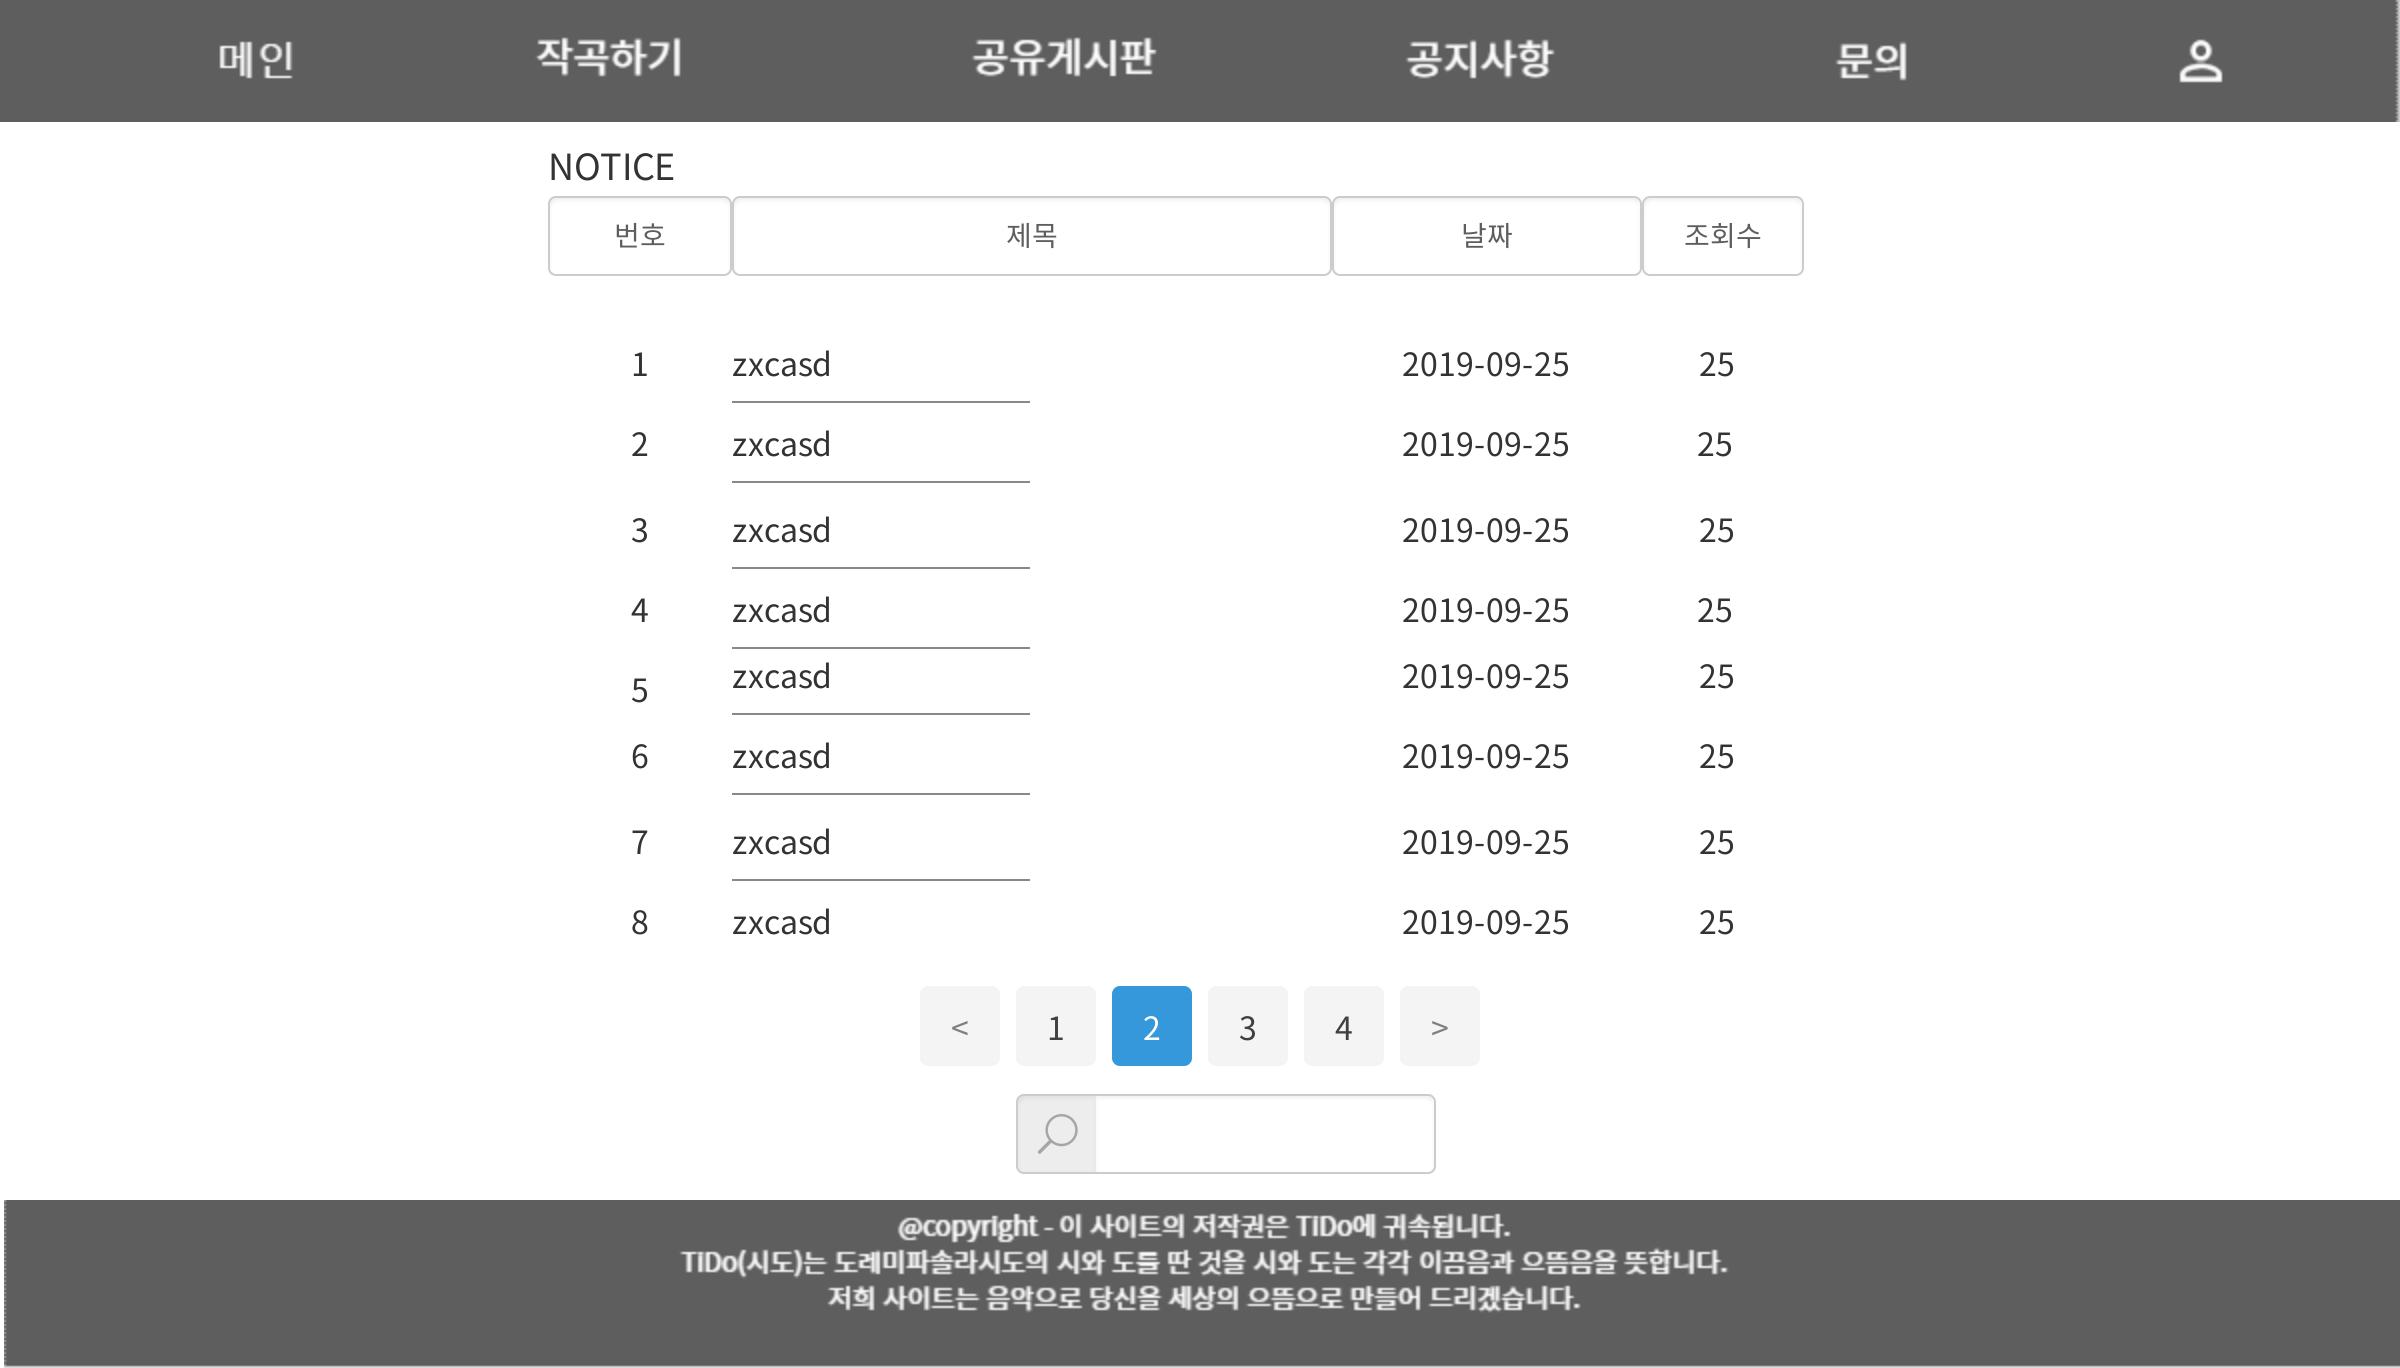 메인 작곡하기 공유게시판 공지사항 문의
NOTICE
번호 제목 날짜 조회수
1 zxcasd 2019-09-25 25
2 zxcasd 2019-09-25 25
3 zxcasd 2019-09-25 25
4 zxcasd 2019-09-25 25
5 zxcasd 2019-09-25 25
6 zxcasd 2019-09-25 25
7 zxcasd 2019-09-25 25
8 zxcasd 2019-09-25 25
< 1 2 3 4 >
@copyright - 이 사이트의 저작권은 TiDo에 귀속됩니다.
TiDo(시도)는 도레미파솔라시도의 시와 도를 딴 것을 시와 도는 각각 이끔음과 으뜸음을 뜻합니다.
저희 사이트는 음악으로 당신을 세상의 으뜸으로 만들어 드리겠습니다.